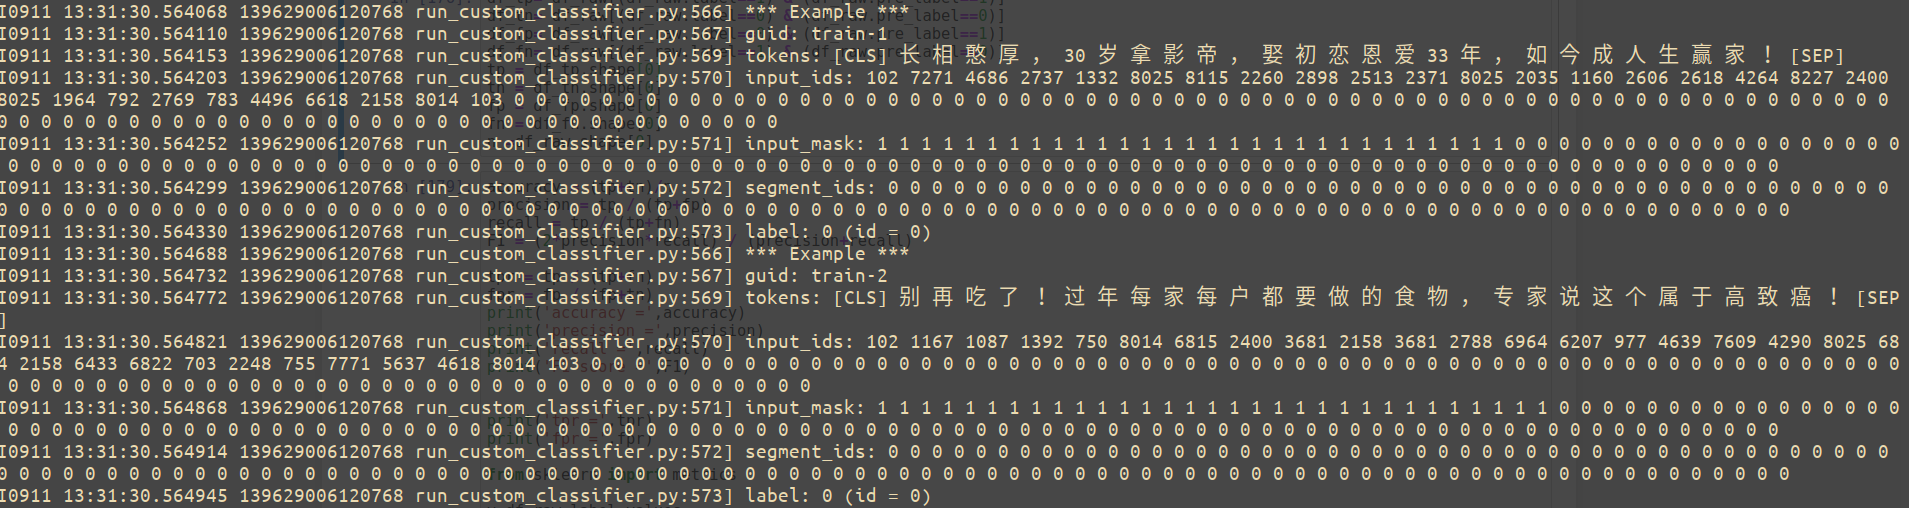 I0911 13:31:30.564068 139629006120768 run_custom_classifier.py:566] *** Example ***
I0911 13:31:30.564110 139629006120768 run_custom_classifier.py:567] guid: train-1
I0911 13:31:30.564153 139629006120768 run_custom_classifier.py:569] tokens: [CLS] 长 相 憨 厚 ， 30 岁 拿 影 帝 ， 娶 初 恋 恩 爱 33 年 ， 如 今 成 人 生 赢 家 ！ [SEP]
I0911 13:31:30.564203 139629006120768 run_custom_classifier.py:570] input_ids: 102 7271 4686 2737 1332 8025 8115 2260 2898 2513 2371 8025 2035 1160 2606 2618 4264 8227 2400
8025 1964 792 2769 783 4496 6618 2158 8014 103 0 0 0 0 0 0 0 0 0 0 0 0 0 0 0 0 0 0 0 0 0 0 0 0 0 0 0 0 0 0 0 0 0 0 0 0 0 0 0 0 0 0 0 0 0 0 0 0 0 0 0 0 0 0 0 0 0 0 0 0 0 0 0
0 0 0 0 0 0 0 0 0 0 0 0 0 0 0 0 0 0 0 0 0 0 0 0 0 0 0 0 0 0 0 0 0 0 0 0
I0911 13:31:30.564252 139629006120768 run_custom_classifier.py:571] input_mask: 1 1 1 1 1 1 1 1 1 1 1 1 1 1 1 1 1 1 1 1 1 1 1 1 1 1 1 1 1 0 0 0 0 0 0 0 0 0 0 0 0 0 0 0 0 0 0
0 0 0 0 0 0 0 0 0 0 0 0 0 0 0 0 0 0 0 0 0 0 0 0 0 0 0 0 0 0 0 0 0 0 0 0 0 0 0 0 0 0 0 0 0 0 0 0 0 0 0 0 0 0 0 0 0 0 0 0 0 0 0 0 0 0 0 0 0 0 0 0 0 0 0 0 0 0 0 0 0
I0911 13:31:30.564299 139629006120768 run_custom_classifier.py:572] segment_ids: 0 0 0 0 0 0 0 0 0 0 0 0 0 0 0 0 0 0 0 0 0 0 0 0 0 0 0 0 0 0 0 0 0 0 0 0 0 0 0 0 0 0 0 0 0 0
0 0 0 0 0 0 0 0 0 0 0 0 0 0 0 0 0 0 0 0 0 0 0 0 0 0 0 0 0 0 0 0 0 0 0 0 0 0 0 0 0 0 0 0 0 0 0 0 0 0 0 0 0 0 0 0 0 0 0 0 0 0 0 0 0 0 0 0 0 0 0 0 0 0 0 0 0 0 0 0 0 0
I0911 13:31:30.564330 139629006120768 run_custom_classifier.py:573] label: 0 (id = 0)
I0911 13:31:30.564688 139629006120768 run_custom_classifier.py:566] *** Example ***
I0911 13:31:30.564732 139629006120768 run_custom_classifier.py:567] guid: train-2
I0911 13:31:30.564772 139629006120768 run_custom_classifier.py:569] tokens: [CLS] 别 再 吃 了 ！ 过 年 每 家 每 户 都 要 做 的 食 物 ， 专 家 说 这 个 属 于 高 致 癌 ！ [SEP
]
I0911 13:31:30.564821 139629006120768 run_custom_classifier.py:570] input_ids: 102 1167 1087 1392 750 8014 6815 2400 3681 2158 3681 2788 6964 6207 977 4639 7609 4290 8025 68
4 2158 6433 6822 703 2248 755 7771 5637 4618 8014 103 0 0 0 0 0 0 0 0 0 0 0 0 0 0 0 0 0 0 0 0 0 0 0 0 0 0 0 0 0 0 0 0 0 0 0 0 0 0 0 0 0 0 0 0 0 0 0 0 0 0 0 0 0 0 0 0 0 0 0 0
0 0 0 0 0 0 0 0 0 0 0 0 0 0 0 0 0 0 0 0 0 0 0 0 0 0 0 0 0 0 0 0 0 0 0 0 0
I0911 13:31:30.564868 139629006120768 run_custom_classifier.py:571] input_mask: 1 1 1 1 1 1 1 1 1 1 1 1 1 1 1 1 1 1 1 1 1 1 1 1 1 1 1 1 1 1 1 0 0 0 0 0 0 0 0 0 0 0 0 0 0 0 0
0 0 0 0 0 0 0 0 0 0 0 0 0 0 0 0 0 0 0 0 0 0 0 0 0 0 0 0 0 0 0 0 0 0 0 0 0 0 0 0 0 0 0 0 0 0 0 0 0 0 0 0 0 0 0 0 0 0 0 0 0 0 0 0 0 0 0 0 0 0 0 0 0 0 0 0 0 0 0 0 0
I0911 13:31:30.564914 139629006120768 run_custom_classifier.py:572] segment_ids: 0 0 0 0 0 0 0 0 0 0 0 0 0 0 0 0 0 0 0 0 0 0 0 0 0 0 0 0 0 0 0 0 0 0 0 0 0 0 0 0 0 0 0 0 0 0
0 0 0 0 0 0 0 0 0 0 0 0 0 0 0 0 0 0 0 0 0 0 0 0 0 0 0 0 0 0 0 0 0 0 0 0 0 0 0 0 0 0 0 0 0 0 0 0 0 0 0 0 0 0 0 0 0 0 0 0 0 0 0 0 0 0 0 0 0 0 0 0 0 0 0 0 0 0 0 0 0 0
I0911 13:31:30.564945 139629006120768 run_custom_classifier.py:573] label: 0 (id = 0)